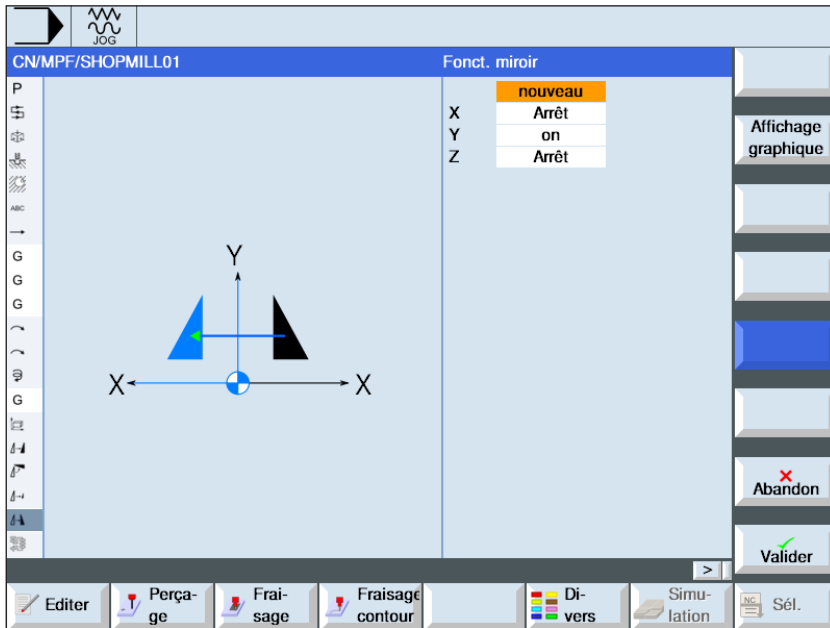 JOG
CN/MPF/SHOPMILL01
Fonct. miroir
P
nouveau
X Arrêt
Y on
Z Arrêt
Affichage
graphique
ABC
G
G
G
Y
X X
G
Abandon
Valider
>
Editer
Perça-
ge
Frai-
sage
Fraisage
contour
Di-
vers
Simu-
lation
NC
Sél.